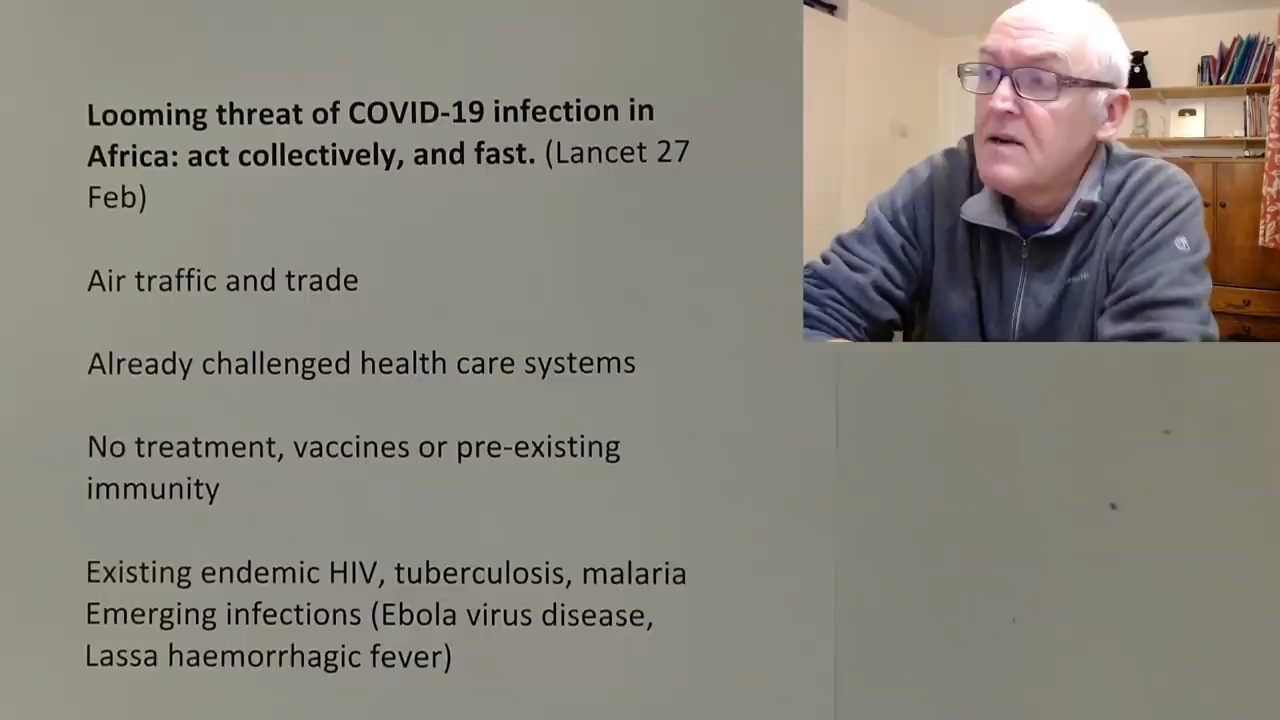 Looming threat of COVID-19 infection in
Africa: act collectively, and fast. (Lancet 27
Feb)
Air traffic and trade
Already challenged health care systems
No treatment, vaccines or pre-existing
immunity
Existing endemic HIV, tuberculosis, malaria
Emerging infections (Ebola virus disease,
Lassa haemorrhagic fever)